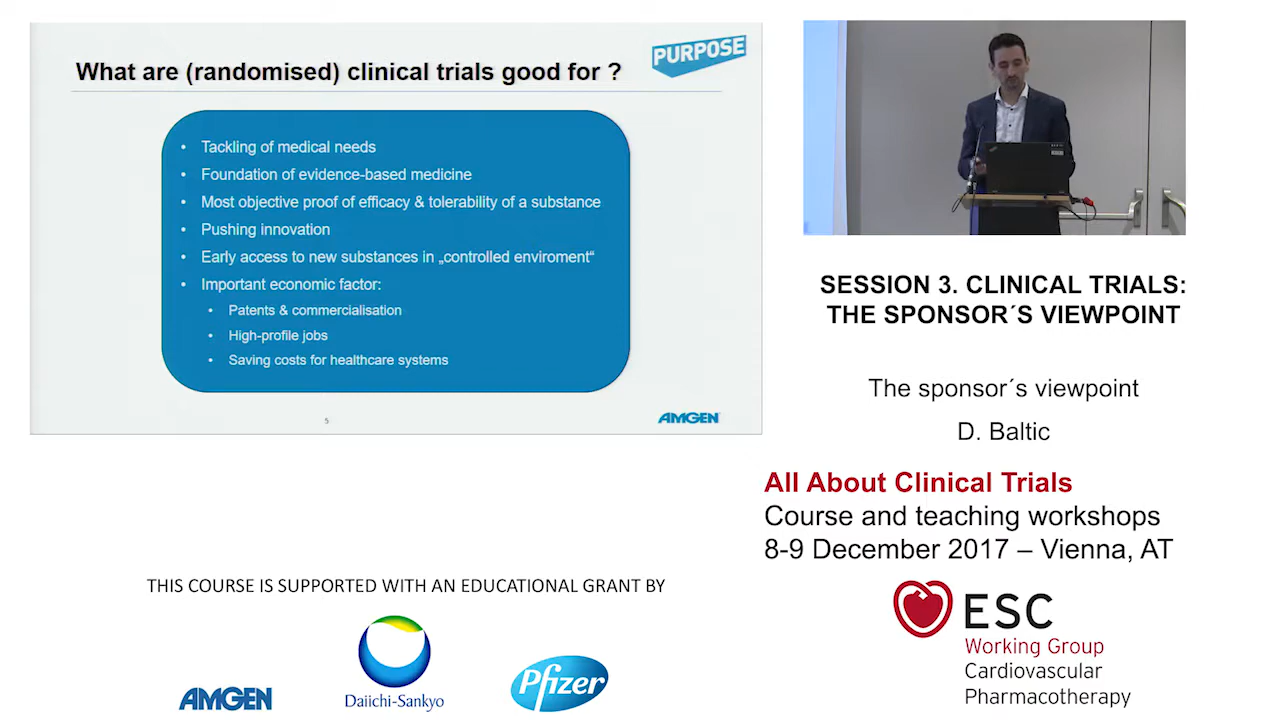 What are (randomised) clinical trials good for ?
PURPOSE
• Tackling of medical needs
• Foundation of evidence-based medicine
• Most objective proof of efficacy & tolerability of a substance
• Pushing innovation
• Early access to new substances in „controlled enviroment“
• Important economic factor:
• Patents & commercialisation
• High-profile jobs
• Saving costs for healthcare systems
5
AMGEN
SESSION 3. CLINICAL TRIALS:
THE SPONSOR´S VIEWPOINT
The sponsor´s viewpoint
D. Baltic
All About Clinical Trials
Course and teaching workshops
8-9 December 2017 – Vienna, AT
THIS COURSE IS SUPPORTED WITH AN EDUCATIONAL GRANT BY
AMGEN
Daiichi-Sankyo
Pfizer
ESC
Working Group
Cardiovascular
Pharmacotherapy